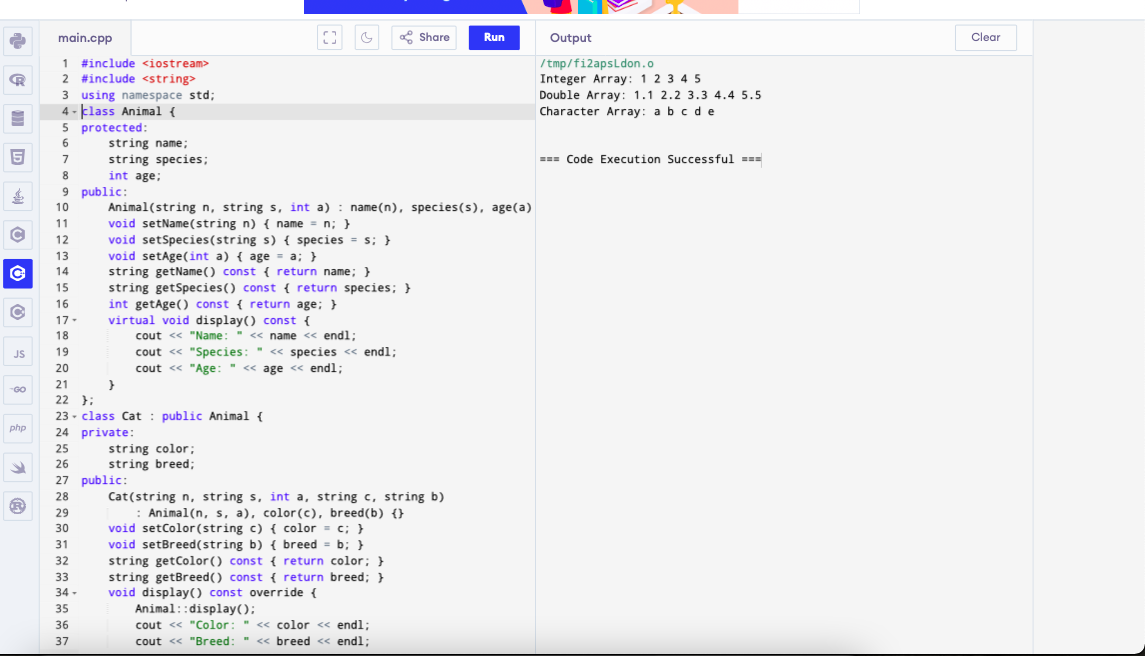 main.cpp
Share
Run
Output
Clear
1 #include <iostream>
2 #include <string>
3 using namespace std;
4 class Animal {
5 protected:
6 string name;
7 string species;
8 int age;
9 public:
10 Animal(string n, string s, int a) : name(n), species(s), age(a)
11 void setName(string n) { name = n; }
12 void setSpecies(string s) { species = s; }
13 void setAge(int a) { age = a; }
14 string getName() const { return name; }
15 string getSpecies() const { return species; }
16 int getAge() const { return age; }
17 virtual void display() const {
18 cout << "Name: " << name << endl;
19 cout << "Species: " << species << endl;
20 cout << "Age: " << age << endl;
21 }
22 };
23 class Cat : public Animal {
24 private:
25 string color;
26 string breed;
27 public:
28 Cat(string n, string s, int a, string c, string b)
29 : Animal(n, s, a), color(c), breed(b) {}
30 void setColor(string c) { color = c; }
31 void setBreed(string b) { breed = b; }
32 string getColor() const { return color; }
33 string getBreed() const { return breed; }
34 void display() const override {
35 Animal::display();
36 cout << "Color: " << color << endl;
37 cout << "Breed: " << breed << endl;
/tmp/fi2apsLdon.o
Integer Array: 1 2 3 4 5
Double Array: 1.1 2.2 3.3 4.4 5.5
Character Array: a b c d e
=== Code Execution Successful ===
JS
GO
php